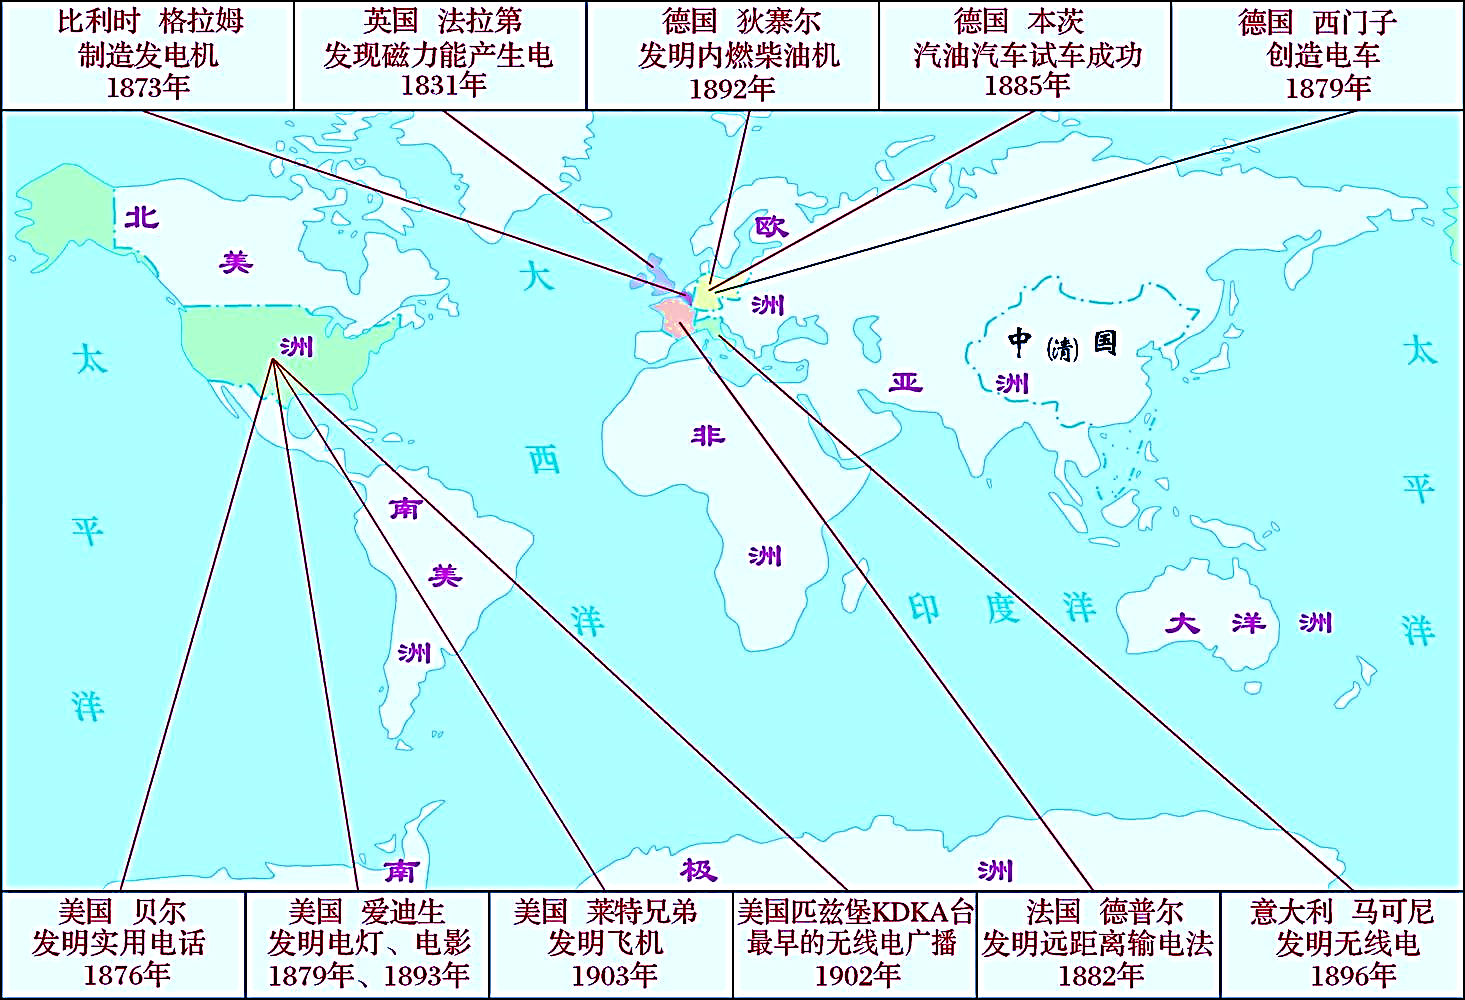 比利时 格拉姆
制造发电机
1873年
英国 法拉第
发现磁力能产生电
1831年
德国 狄塞尔
发明内燃柴油机
1892年
德国 本茨
汽油汽车试车成功
1885年
德国 西门子
创造电车
1879年
北
美
洲
大
西
洋
欧
洲
中(清)国
亚
洲
非
洲
太
平
洋
南
美
洲
印 度 洋
大 洋 洲
太
平
洋
南 极 洲
美国 贝尔
发明实用电话
1876年
美国 爱迪生
发明电灯、电影
1879年、1893年
美国 莱特兄弟
发明飞机
1903年
美国匹兹堡KDKA台
最早的无线电广播
1902年
法国 德普尔
发明远距离输电法
1882年
意大利 马可尼
发明无线电
1896年